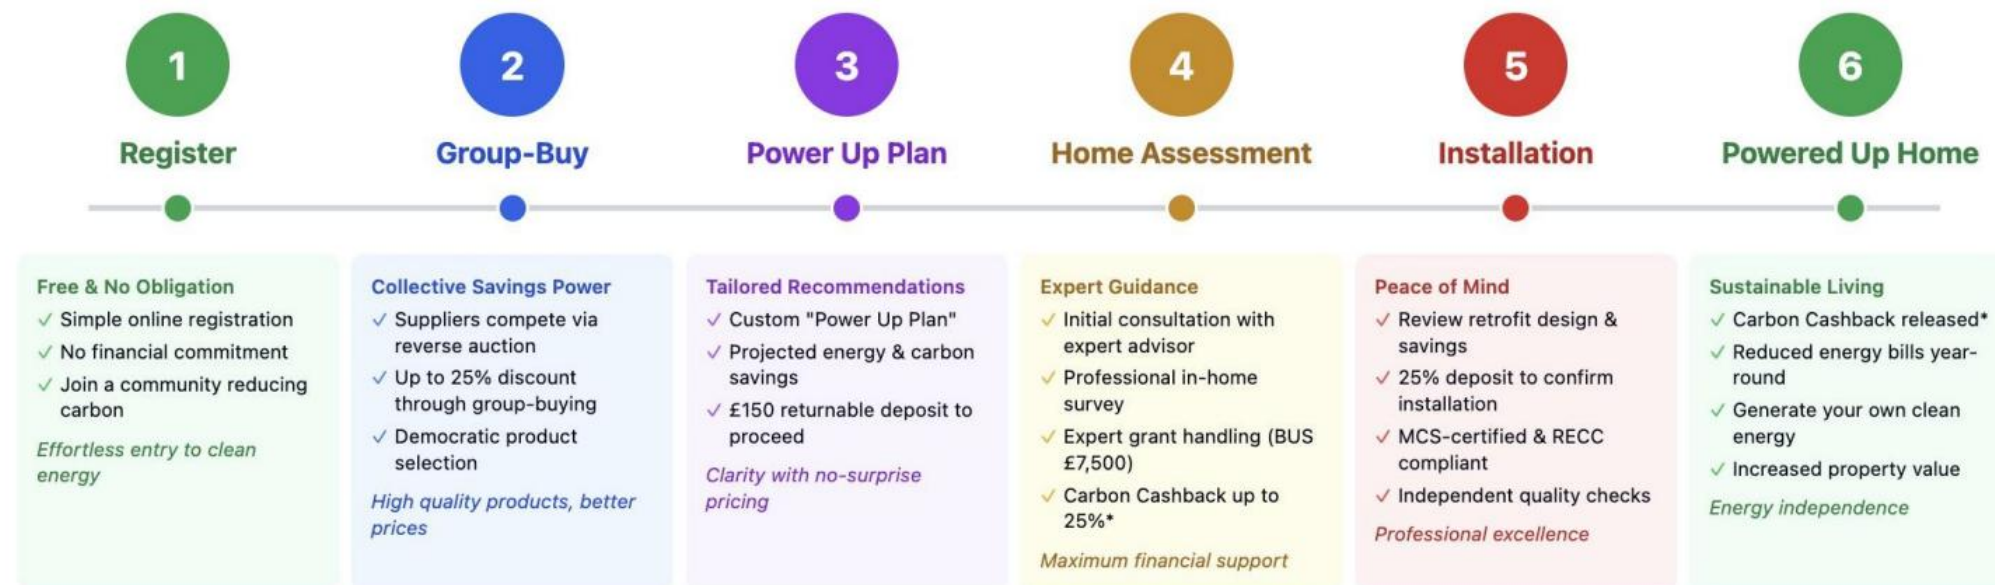 1
Register
Free & No Obligation
✓ Simple online registration
✓ No financial commitment
✓ Join a community reducing
carbon
Effortless entry to clean
energy
2
Group-Buy
Collective Savings Power
✓ Suppliers compete via
reverse auction
✓ Up to 25% discount
through group-buying
✓ Democratic product
selection
High quality products, better
prices
3
Power Up Plan
Tailored Recommendations
✓ Custom "Power Up Plan"
✓ Projected energy & carbon
savings
✓ £150 returnable deposit to
proceed
Clarity with no-surprise
pricing
4
Home Assessment
Expert Guidance
✓ Initial consultation with
expert advisor
✓ Professional in-home
survey
✓ Expert grant handling (BUS
£7,500)
✓ Carbon Cashback up to
25%*
Maximum financial support
5
Installation
Peace of Mind
✓ Review retrofit design &
savings
✓ 25% deposit to confirm
installation
✓ MCS-certified & RECC
compliant
✓ Independent quality checks
Professional excellence
6
Powered Up Home
Sustainable Living
✓ Carbon Cashback released*
✓ Reduced energy bills year-
round
✓ Generate your own clean
energy
✓ Increased property value
Energy independence